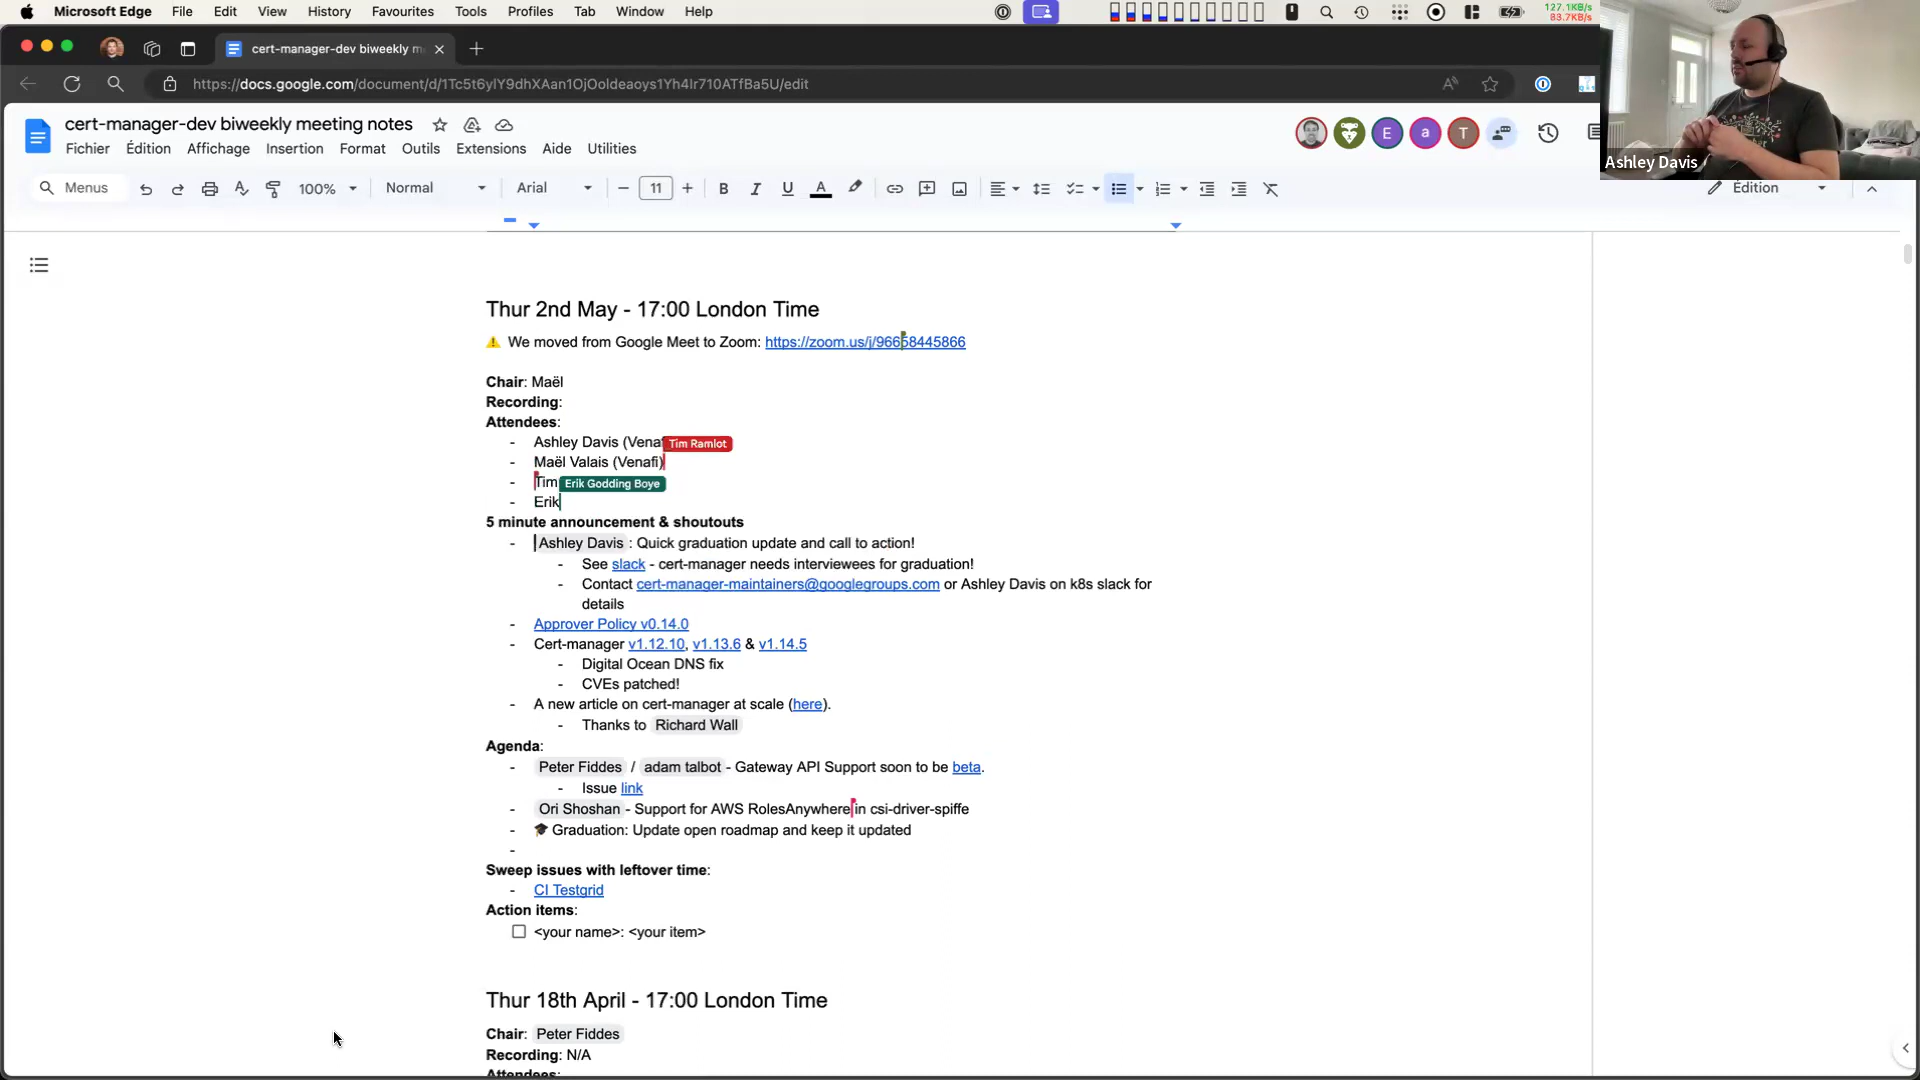 Microsoft Edge File Edit View History Favourites Tools Profiles Tab Window Help
127.1KB/s
83.7KB/s
cert-manager-dev biweekly m
https://docs.google.com/document/d/1Tc5t6ylY9dhXAan1OjOoldeaoys1Yh4Ir710ATfBa5U/edit
cert-manager-dev biweekly meeting notes
E a T
Fichier Édition Affichage Insertion Format Outils Extensions Aide Utilities
Ashley Davis
Menus 100% Normal Arial 11 B I U A Édition
Thur 2nd May - 17:00 London Time
⚠️ We moved from Google Meet to Zoom: https://zoom.us/j/96658445866
Chair: Maël
Recording:
Attendees:
- Ashley Davis (Vena
Tim Ramlot
- Maël Valais (Venafi)
- Tim
Erik Godding Boye
- Erik
5 minute announcement & shoutouts
- Ashley Davis : Quick graduation update and call to action!
- See slack - cert-manager needs interviewees for graduation!
- Contact cert-manager-maintainers@googlegroups.com or Ashley Davis on k8s slack for
details
- Approver Policy v0.14.0
- Cert-manager v1.12.10, v1.13.6 & v1.14.5
- Digital Ocean DNS fix
- CVEs patched!
- A new article on cert-manager at scale (here).
- Thanks to Richard Wall
Agenda:
- Peter Fiddes / adam talbot - Gateway API Support soon to be beta.
- Issue link
- Ori Shoshan - Support for AWS RolesAnywhere in csi-driver-spiffe
- 🎓 Graduation: Update open roadmap and keep it updated
-
Sweep issues with leftover time:
- CI Testgrid
Action items:
<your name>: <your item>
Thur 18th April - 17:00 London Time
Chair: Peter Fiddes
Recording: N/A
Attendees: